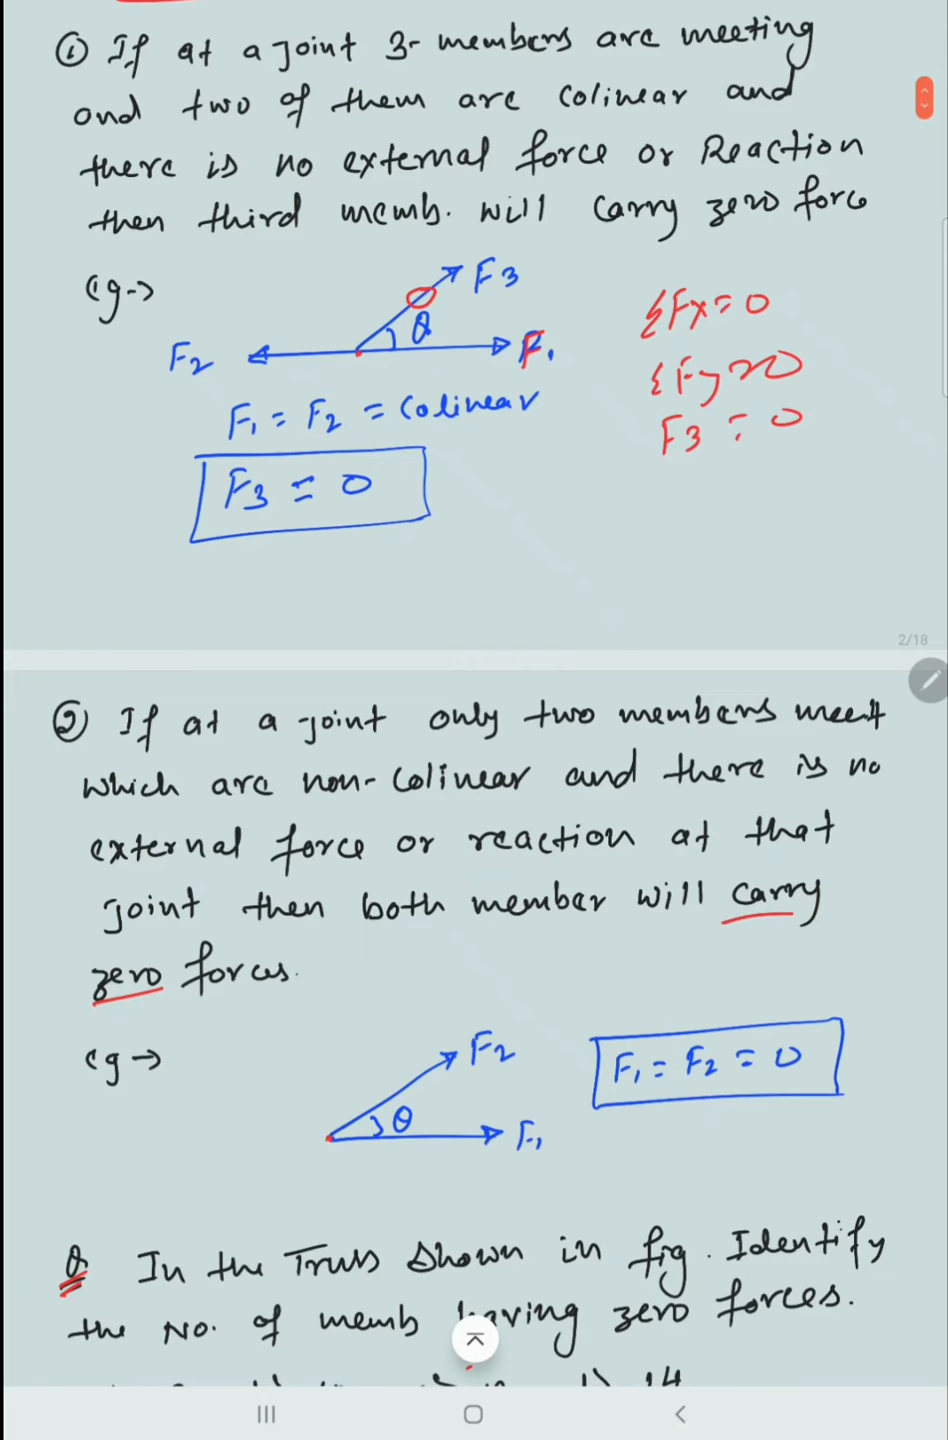 ① If at a joint 3- members are meeting
and two of them are colinear and
there is no external force or Reaction
then third memb. will carry zero force
eg->
F3
θ
F2
F1
F1 = F2 = Colinear
F3 = 0
ΣFx = 0
ΣFy = 0
F3 = 0
2/18
② If at a joint only two members meet
which are non-colinear and there is no
external force or reaction at that
joint then both member will carry
zero forces.
eg →
F2
θ
F1
F1 = F2 = 0
Q In the Truss shown in fig. Identify
the No. of memb having zero forces.